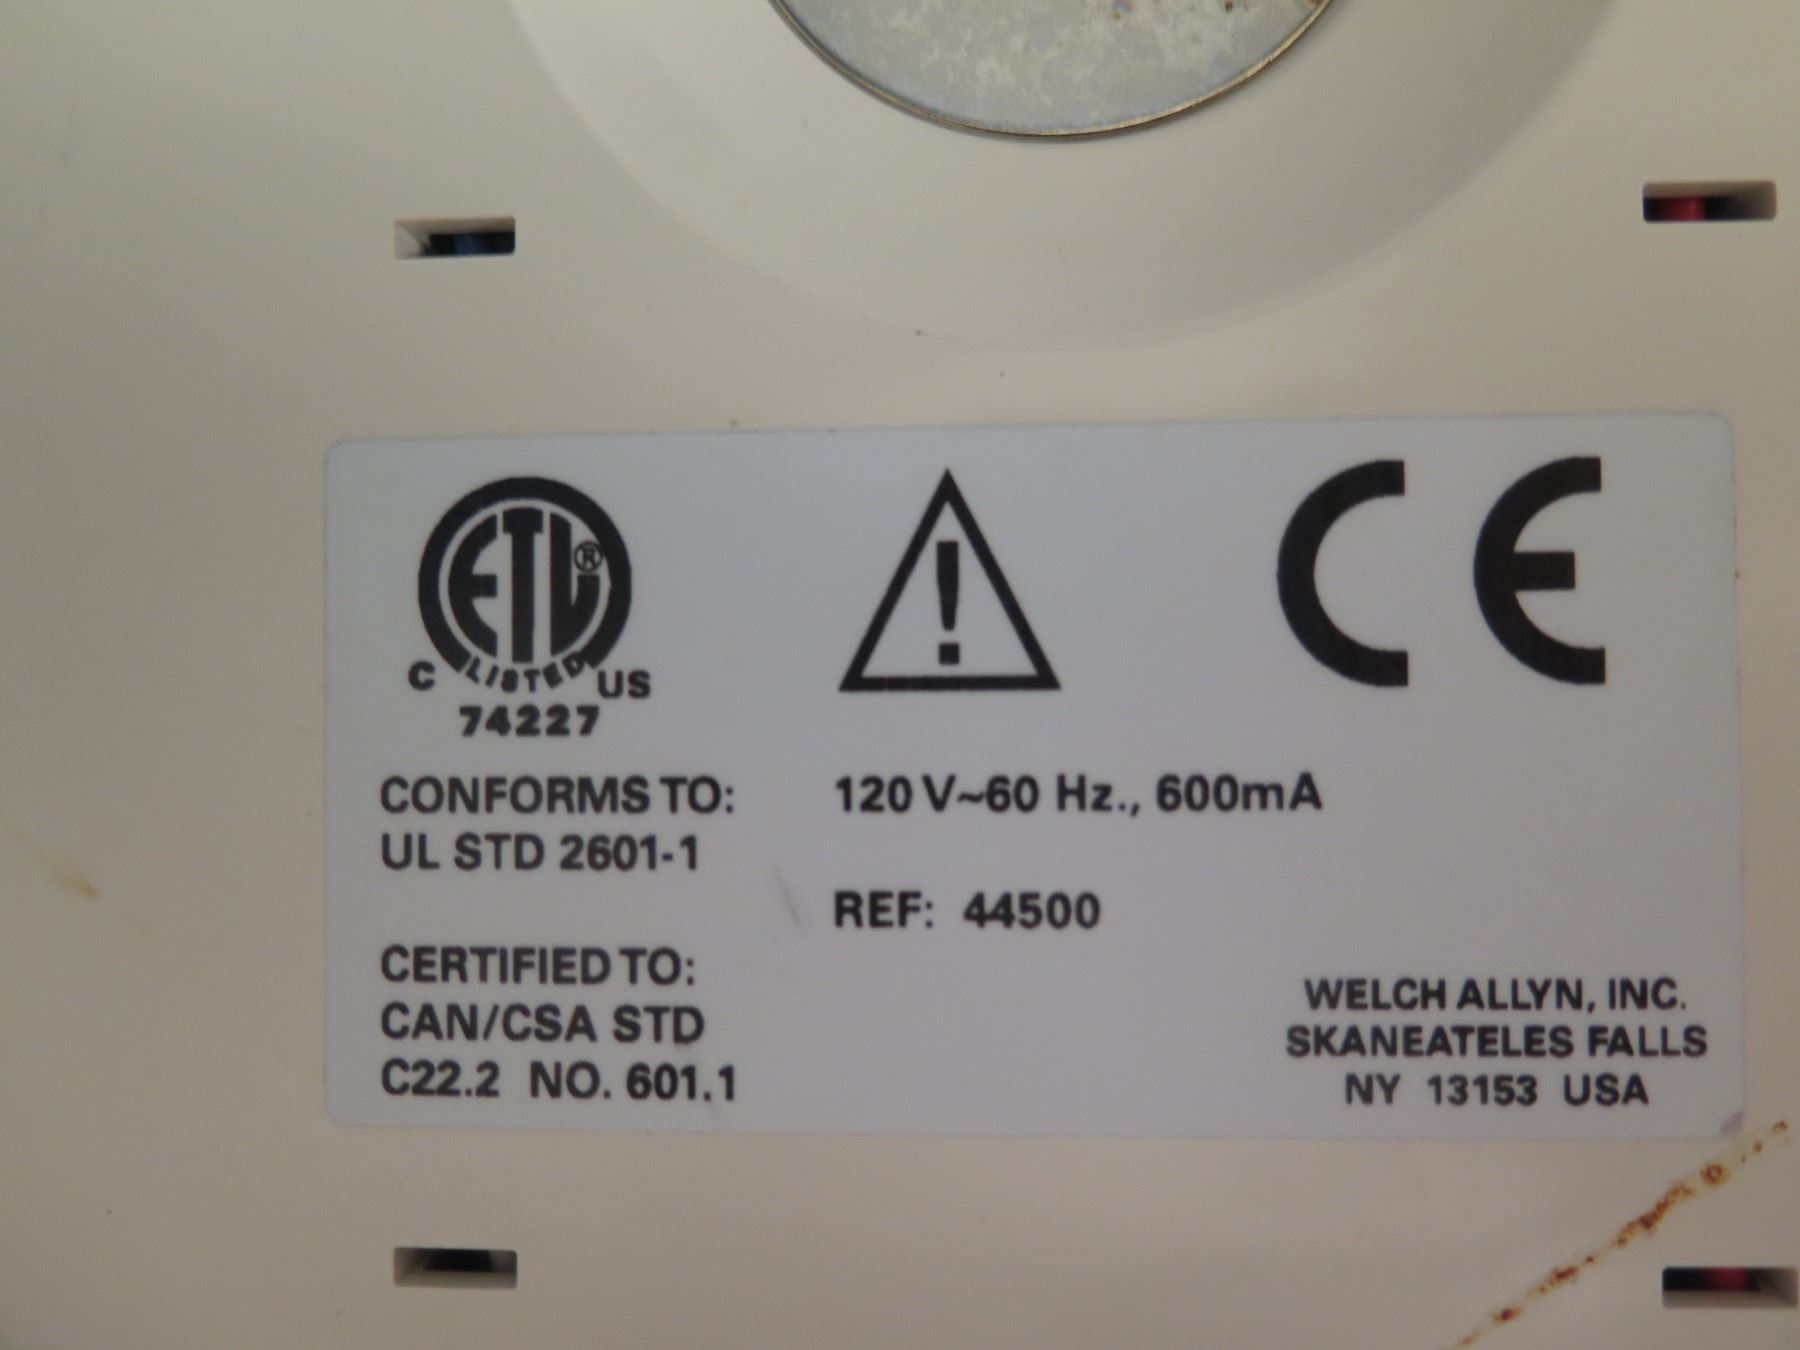 ETL®
LISTED
C US
74227
!
CE
CONFORMS TO:
UL STD 2601-1
CERTIFIED TO:
CAN/CSA STD
C22.2 NO. 601.1
120 V~60 Hz., 600mA
REF: 44500
WELCH ALLYN, INC.
SKANEATELES FALLS
NY 13153 USA